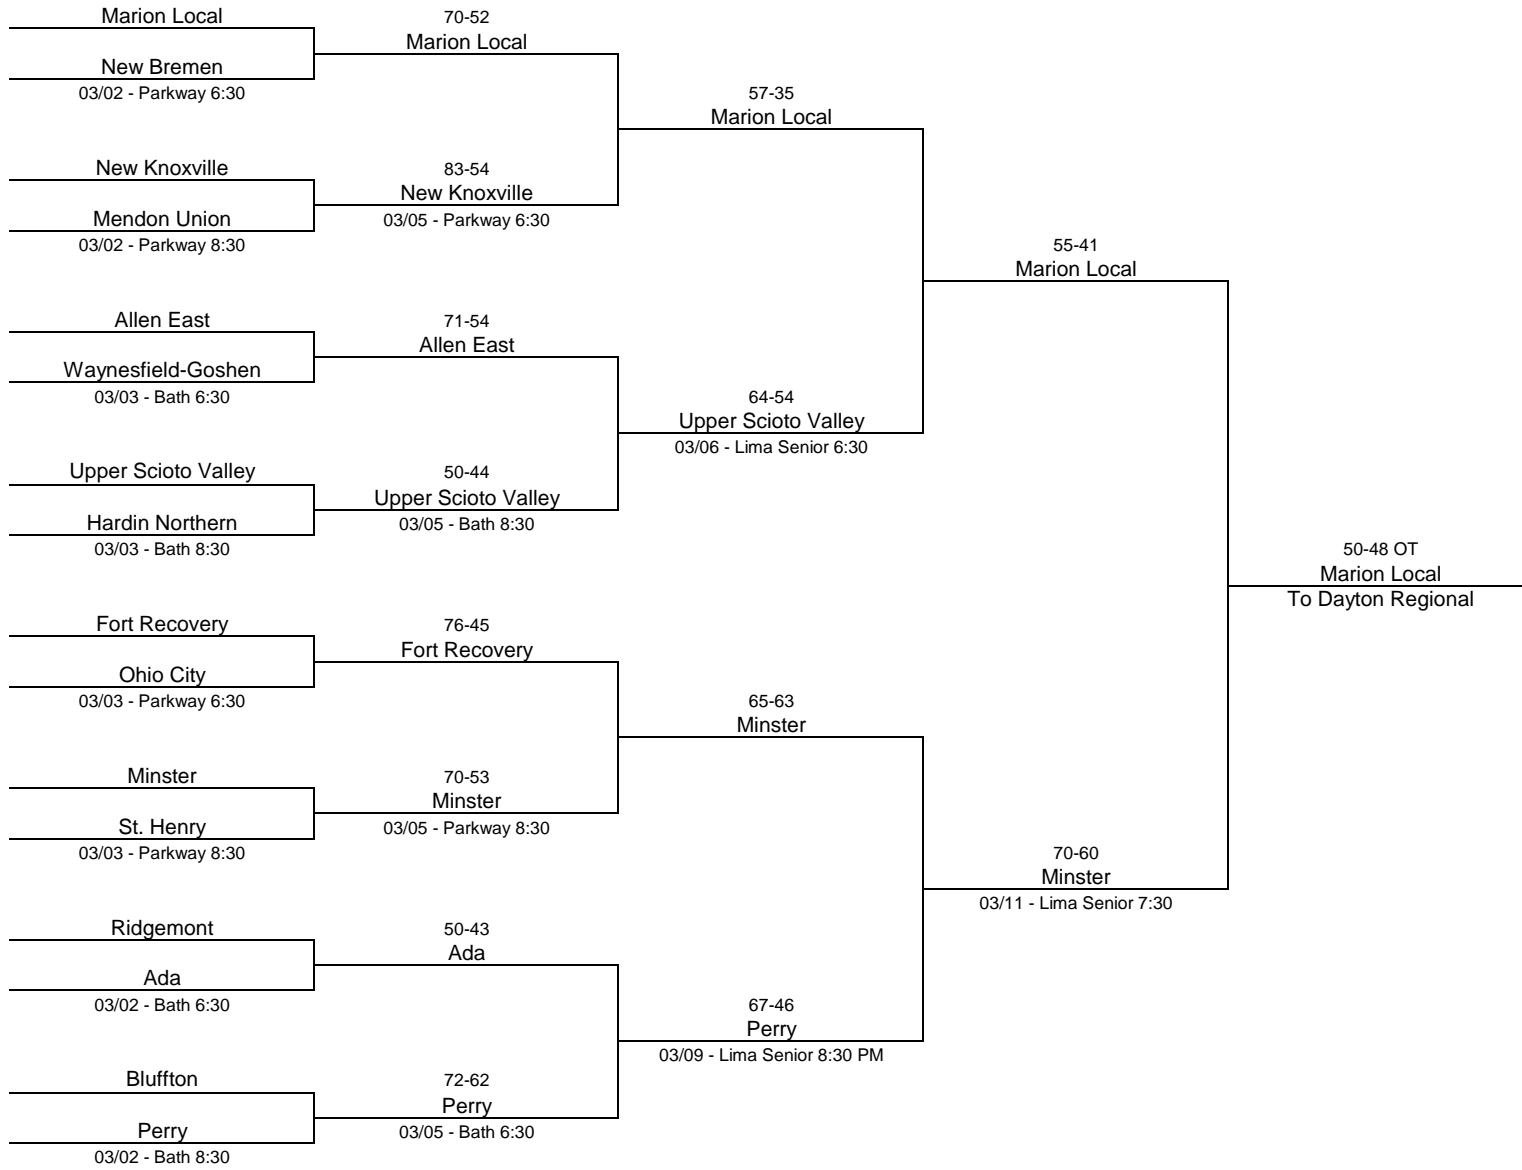 Marion Local
New Bremen
03/02 - Parkway 6:30
New Knoxville
Mendon Union
03/02 - Parkway 8:30
Allen East
Waynesfield-Goshen
03/03 - Bath 6:30
Upper Scioto Valley
Hardin Northern
03/03 - Bath 8:30
Fort Recovery
Ohio City
03/03 - Parkway 6:30
Minster
St. Henry
03/03 - Parkway 8:30
Ridgemont
Ada
03/02 - Bath 6:30
Bluffton
Perry
03/02 - Bath 8:30
70-52
Marion Local
83-54
New Knoxville
03/05 - Parkway 6:30
71-54
Allen East
50-44
Upper Scioto Valley
03/05 - Bath 8:30
76-45
Fort Recovery
70-53
Minster
03/05 - Parkway 8:30
50-43
Ada
72-62
Perry
03/05 - Bath 6:30
57-35
Marion Local
64-54
Upper Scioto Valley
03/06 - Lima Senior 6:30
65-63
Minster
67-46
Perry
03/09 - Lima Senior 8:30 PM
55-41
Marion Local
70-60
Minster
03/11 - Lima Senior 7:30
50-48 OT
Marion Local
To Dayton Regional